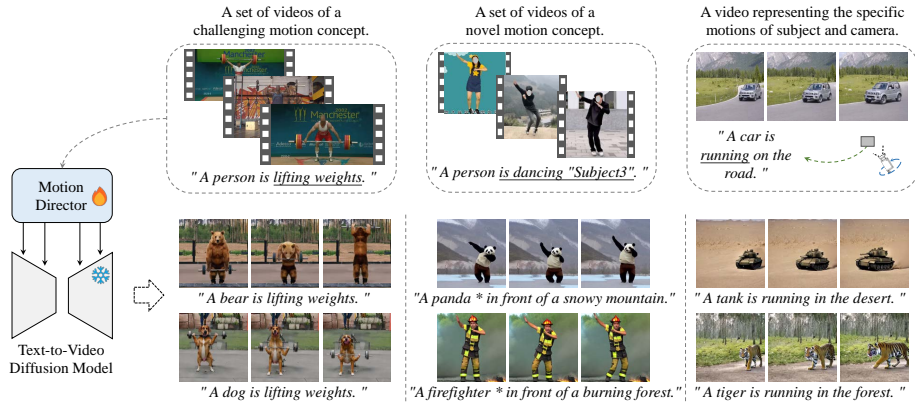 A set of videos of a
challenging motion concept.
A set of videos of a
novel motion concept.
A video representing the specific
motions of subject and camera.
Manchester
Manchester
" A person is lifting weights. "
" A person is dancing "Subject3". "
" A car is
running on the
road. "
Motion
Director
Text-to-Video
Diffusion Model
" A bear is lifting weights. "
"A panda * in front of a snowy mountain."
" A tank is running in the desert. "
" A dog is lifting weights. "
"A firefighter * in front of a burning forest."
" A tiger is running in the forest. "